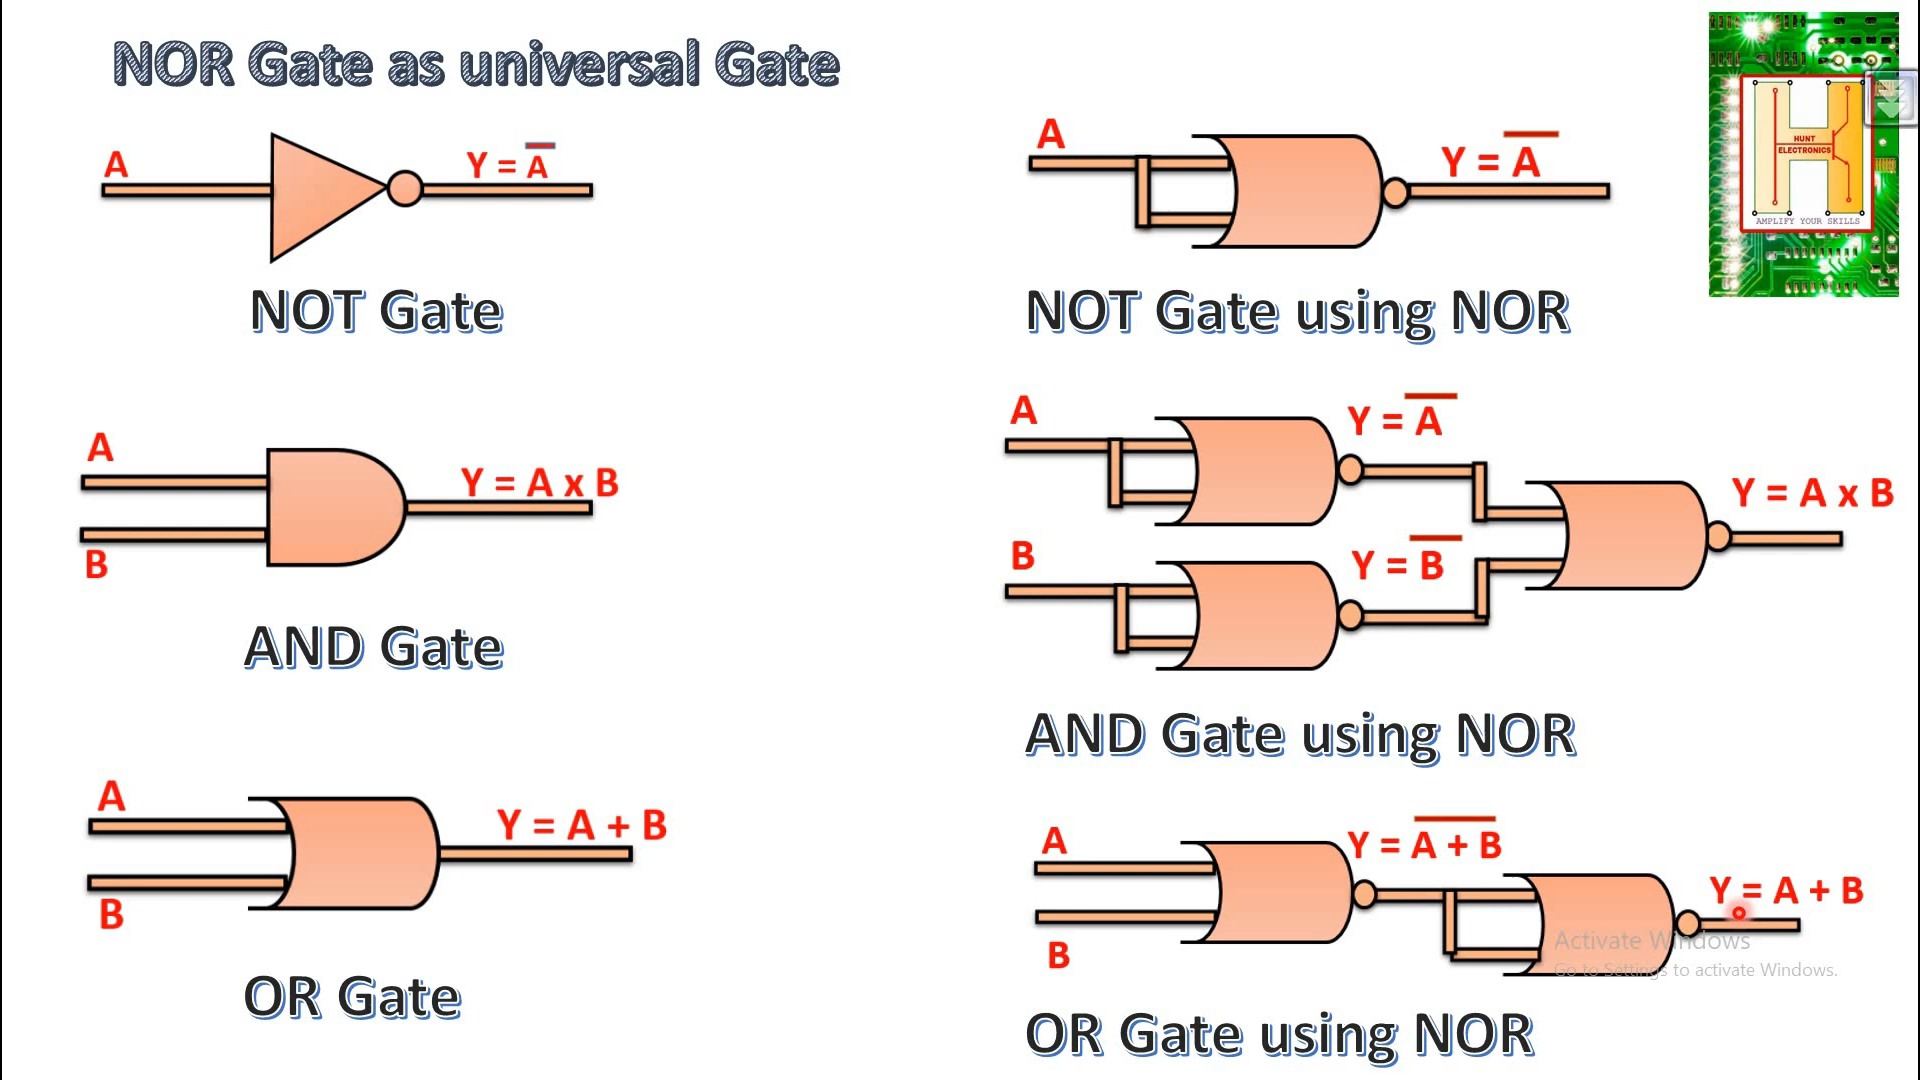 NOR Gate as universal Gate
A
Y = A̅
NOT Gate
A
Y = A̅
NOT Gate using NOR
HUNT
ELECTRONICS
AMPLIFY YOUR SKILLS
A
B
Y = A x B
AND Gate
A
Y = A̅
B
Y = B̅
Y = A x B
AND Gate using NOR
A
B
Y = A + B
OR Gate
A
B
Y = A̅ ̅+̅ ̅B̅
Y = A + B
OR Gate using NOR
Activate Windows
Go to Settings to activate Windows.